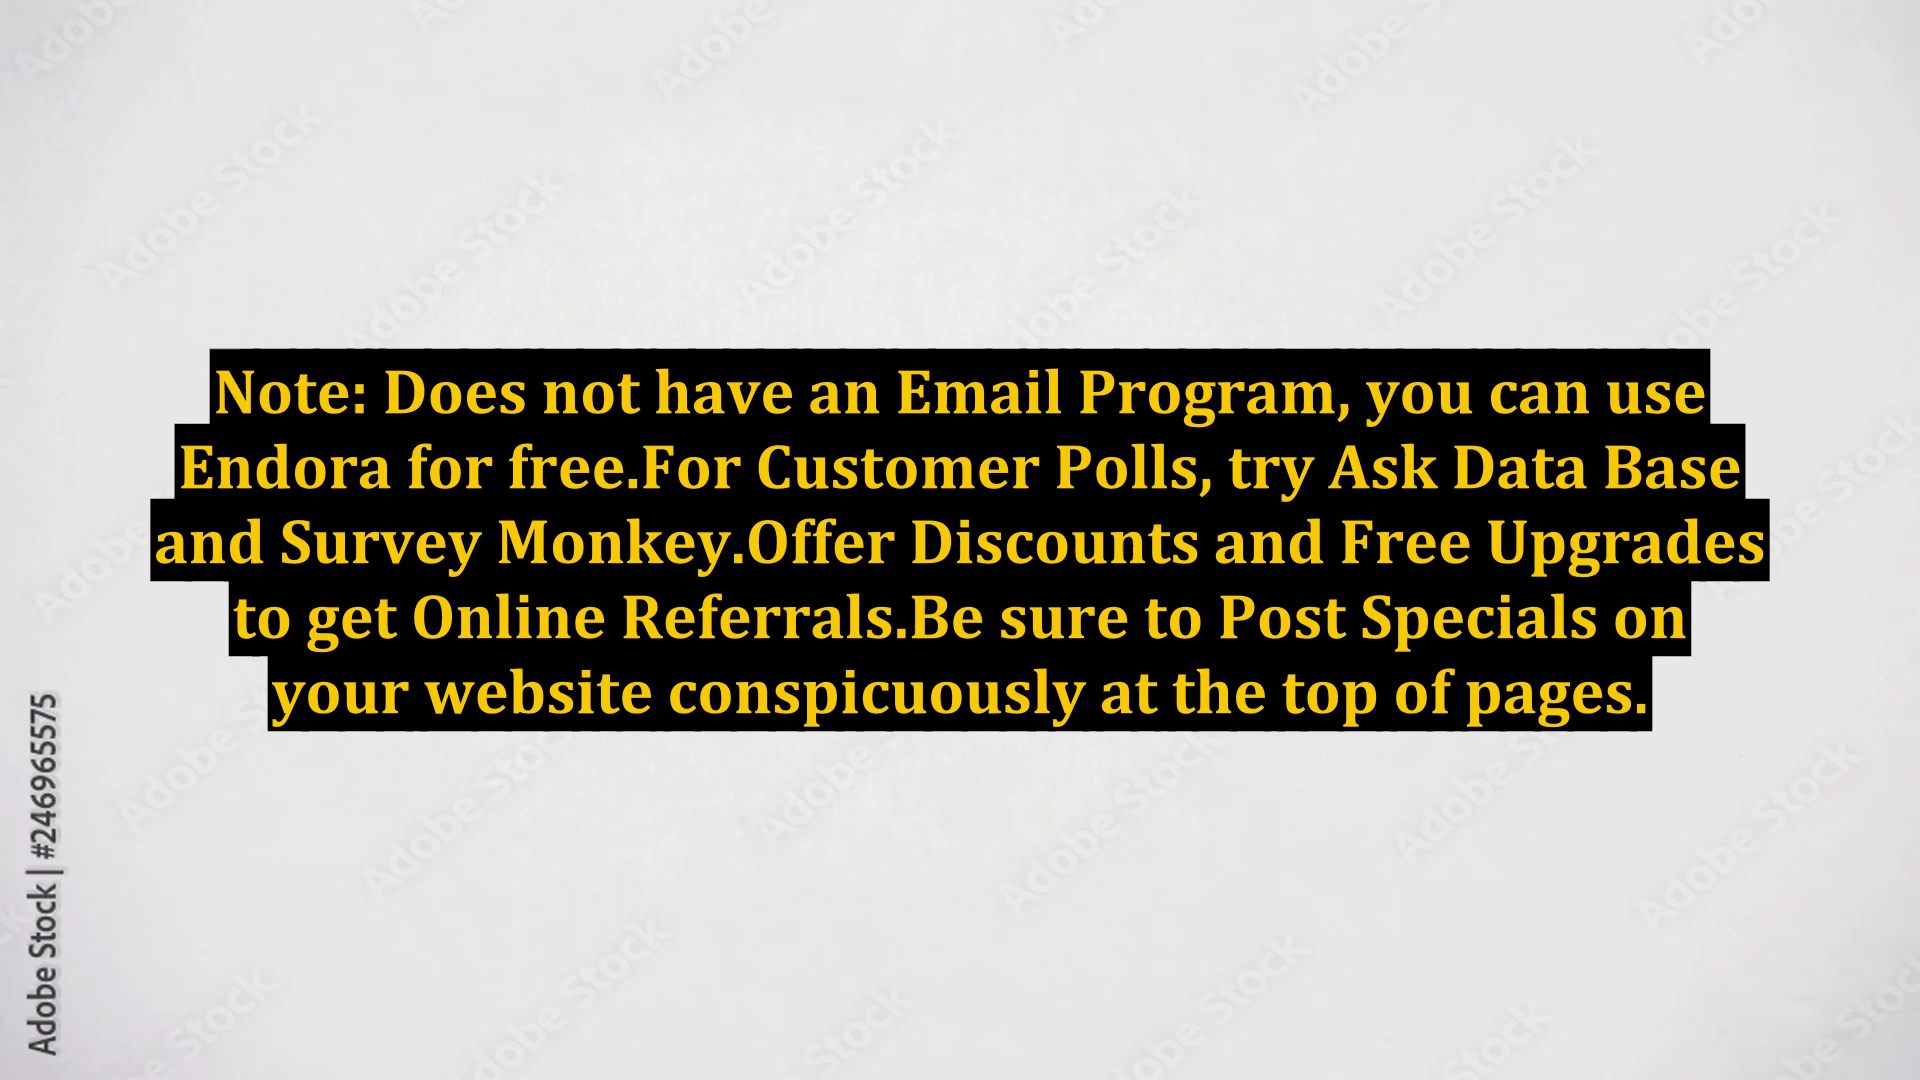 Note: Does not have an Email Program, you can use
Endora for free.For Customer Polls, try Ask Data Base
and Survey Monkey.Offer Discounts and Free Upgrades
to get Online Referrals.Be sure to Post Specials on
your website conspicuously at the top of pages.
Adobe Stock | #246965575
Adobe Stock